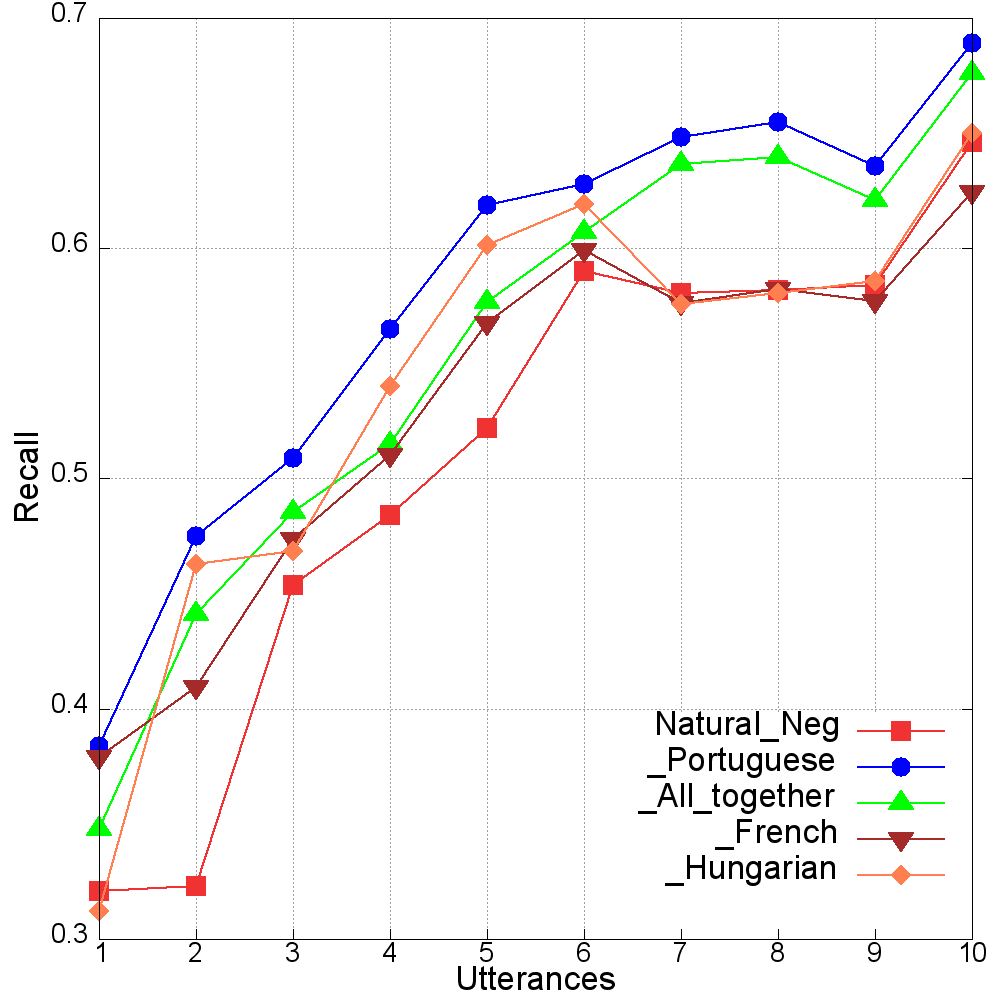 0.7
0.6
0.5
0.4
0.3
Recall
Natural_Neg
_Portuguese
_All_together
_French
_Hungarian
1 2 3 4 5 6 7 8 9 10
Utterances